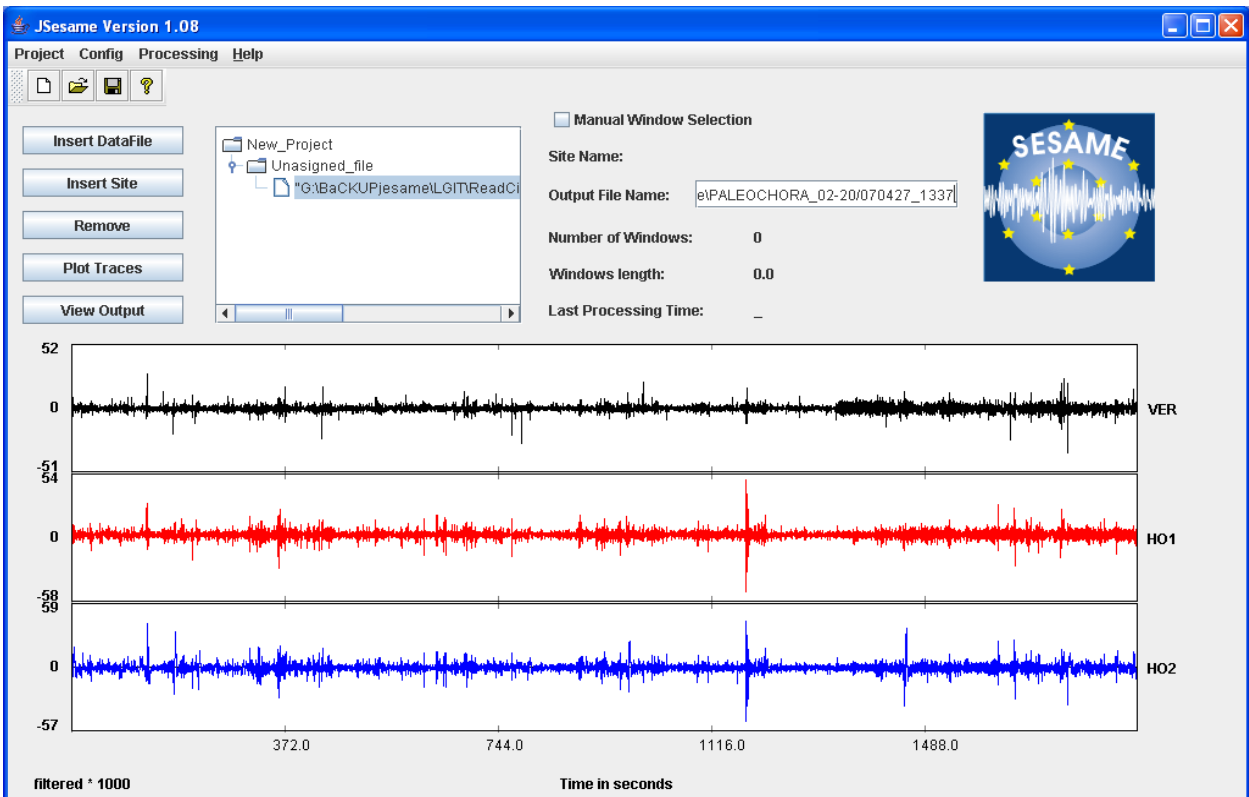 JSesame Version 1.08
Project Config Processing Help
Insert DataFile
Insert Site
Remove
Plot Traces
View Output
New_Project
Unasigned_file
"G:\BaCKUPjesame\LGIT\ReadCi
Manual Window Selection
Site Name:
Output File Name: e\PALEOCHORA_02-20/070427_1337
Number of Windows: 0
Windows length: 0.0
Last Processing Time: _
SESAME
52
0
-51
VER
54
0
-58
HO1
59
0
-57
HO2
372.0 744.0 1116.0 1488.0
filtered * 1000 Time in seconds